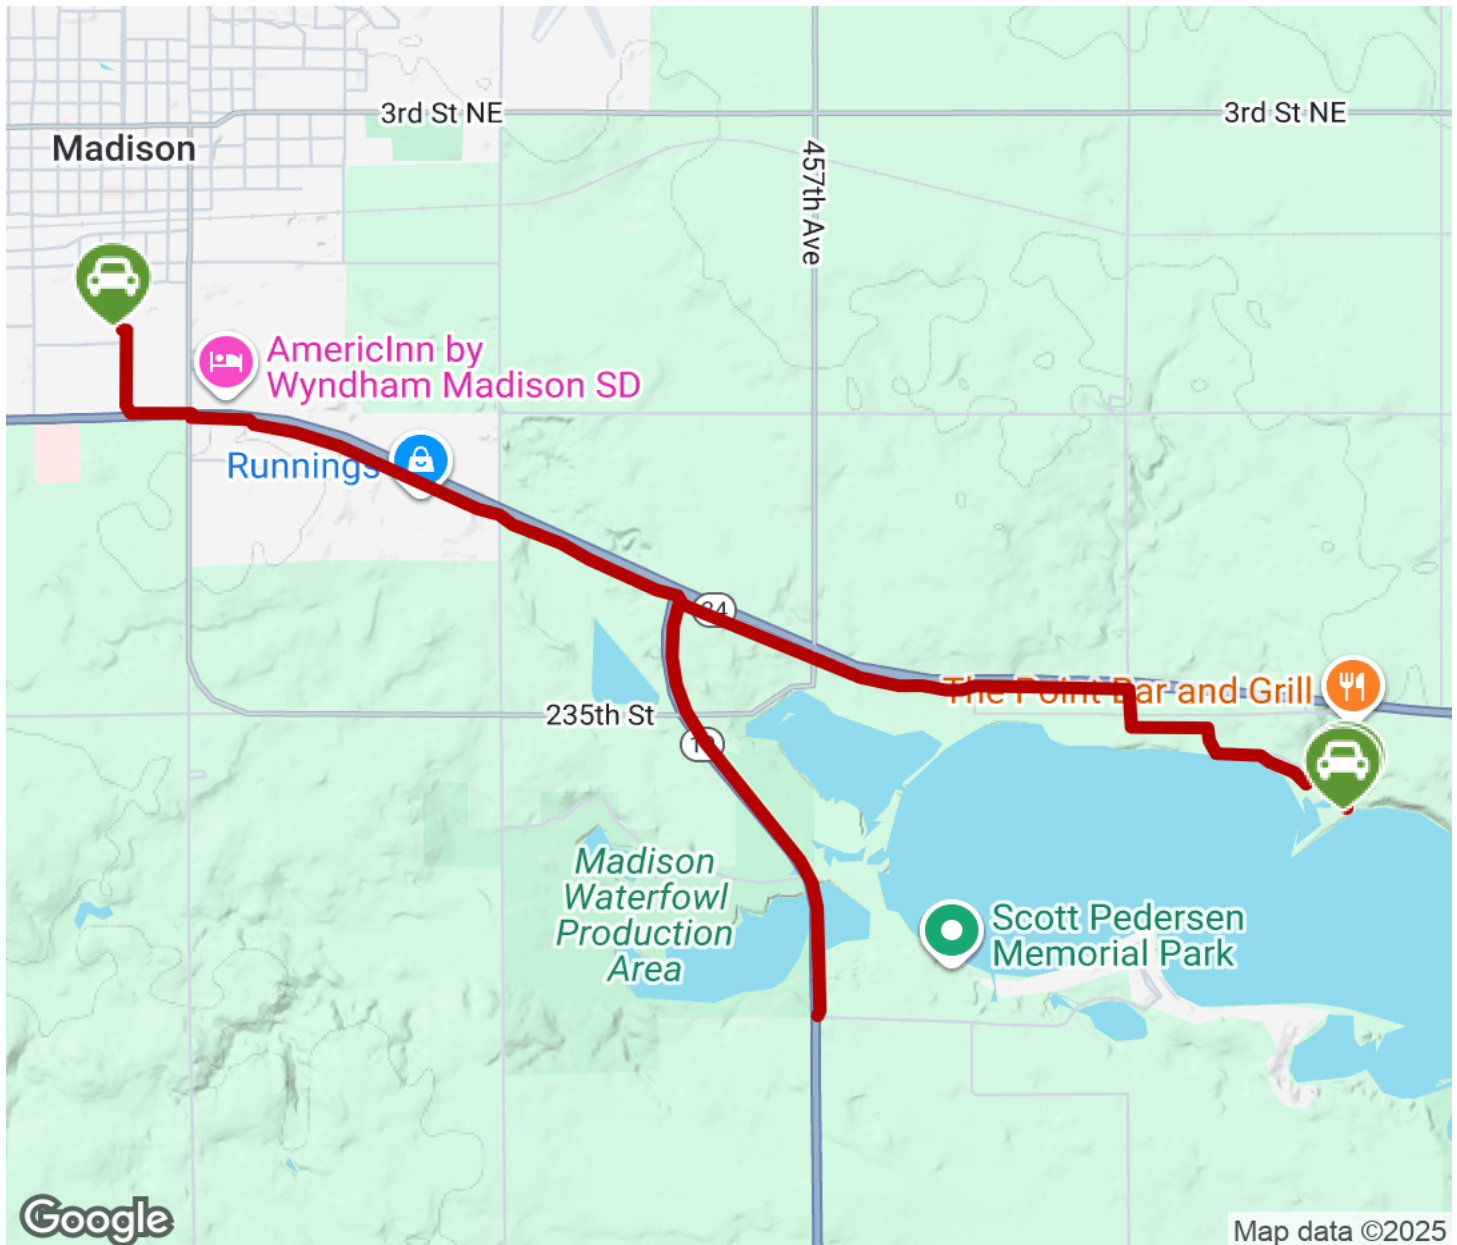 3rd St NE
3rd St NE
Madison
457th Ave
AmericInn by
Wyndham Madison SD
Runnings
34
The Point Bar and Grill
235th St
Madison
Waterfowl
Production
Area
Scott Pedersen
Memorial Park
Google
Map data ©2025